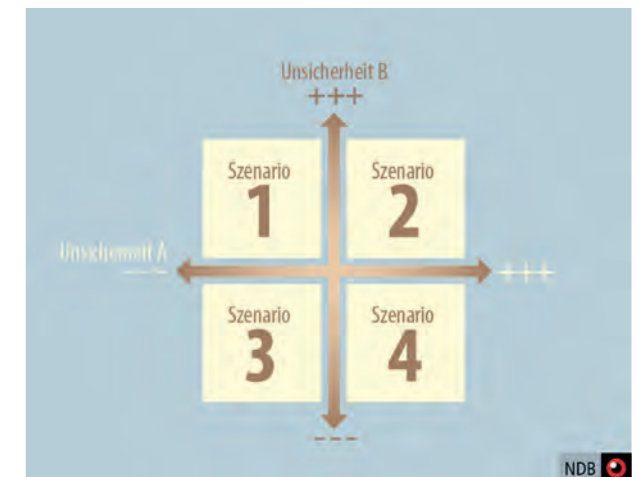 Unsicherheit B
+++
Szenario
1
Szenario
2
Unsicherheit A
---
+++
Szenario
3
Szenario
4
---
NDB